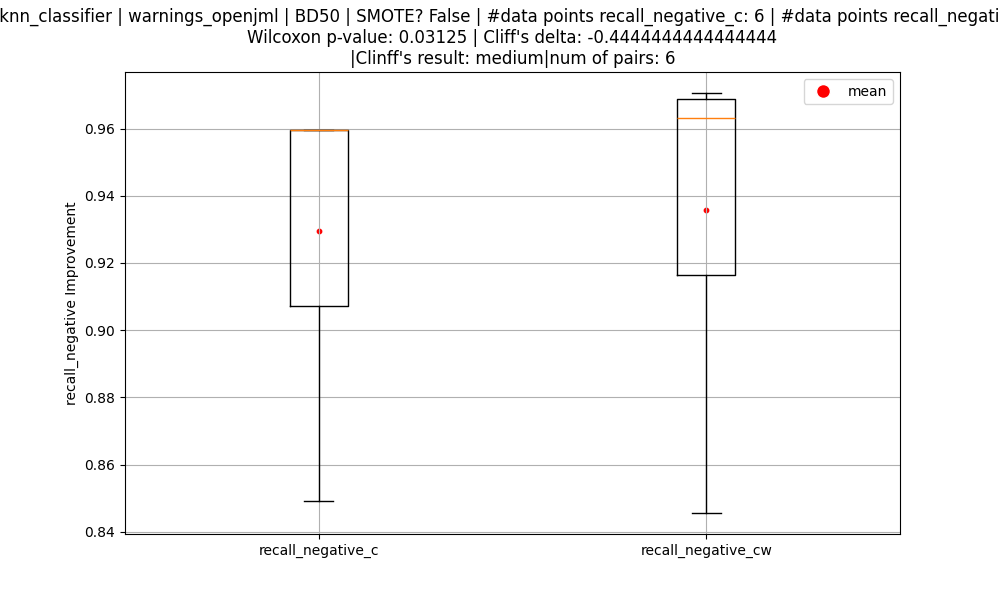 knn_classifier | warnings_openjml | BD50 | SMOTE? False | #data points recall_negative_c: 6 | #data points
Wilcoxon p-value: 0.03125 | Cliff's delta: -0.4444444444444444
|Clinff's result: medium|num of pairs: 6
mean
recall_negative Improvement
0.96
0.94
0.92
0.90
0.88
0.86
0.84
recall_negative_c
recall_negative_cw